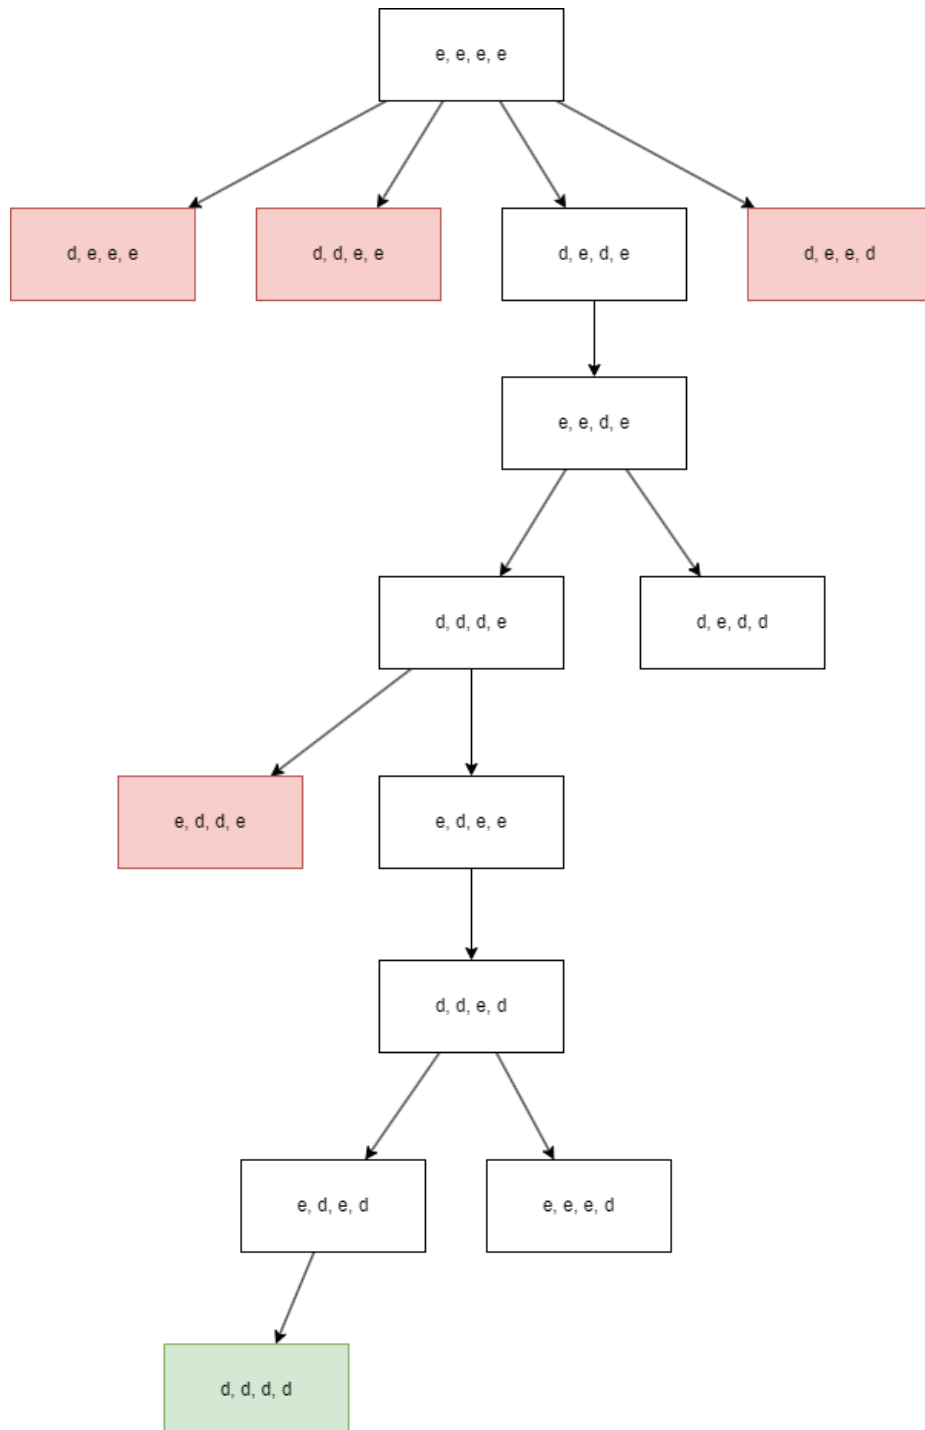 e, e, e, e
d, e, e, e
d, d, e, e
d, e, d, e
d, e, e, d
e, e, d, e
d, d, d, e
d, e, d, d
e, d, d, e
e, d, e, e
d, d, e, d
e, d, e, d
e, e, e, d
d, d, d, d